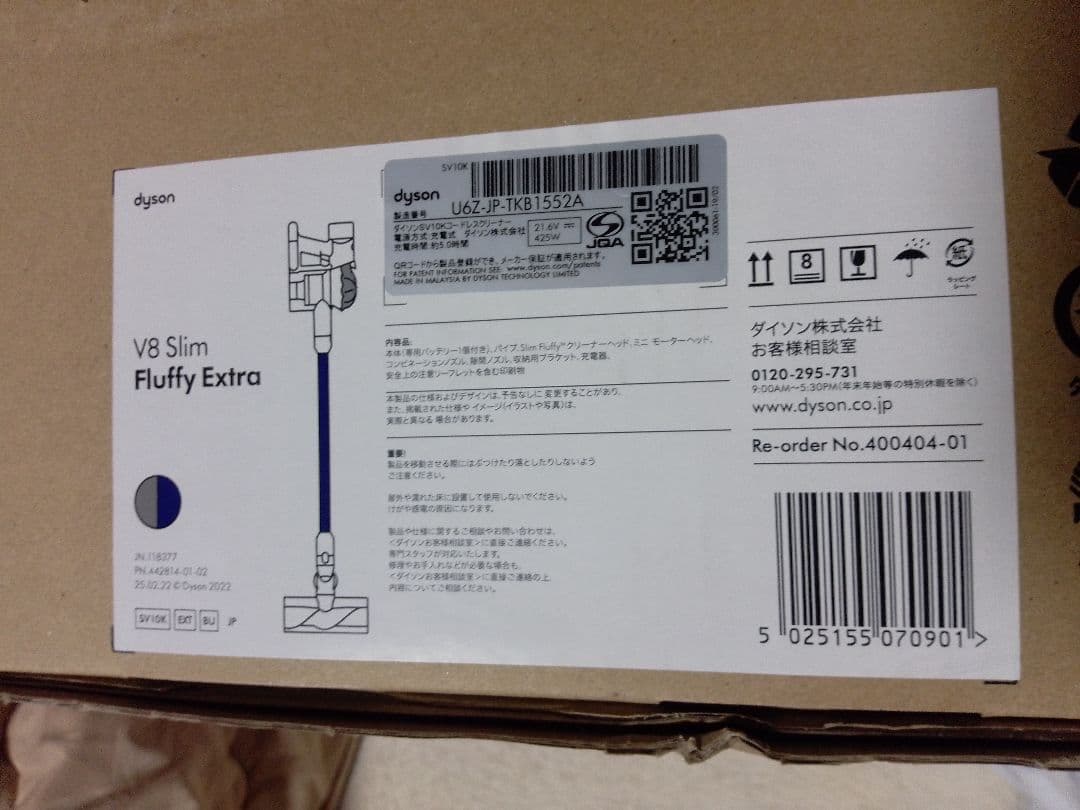 dyson
V8 Slim
Fluffy Extra
JN.118377
PN.442814-01-02
25.02.22 © Dyson 2022
SV10K EXT BU JP
SV10K
dyson
製造番号 U6Z-JP-TKB1552A
ダイソンSV10Kコードレスクリーナー
電源方式:充電式 ダイソン株式会社
充電時間:約5.0時間
21.6V
425W
JQA
QRコードから製品登録ができ、メーカー保証が適用されます。
FOR PATENT INFORMATION SEE: www.dyson.com/patents
MADE IN MALAYSIA BY DYSON TECHNOLOGY LIMITED
内容品:
本体(専用バッテリー1個付き)、パイプ、Slim Fluffy™クリーナーヘッド、ミニ モーターヘッド、
コンビネーションノズル、隙間ノズル、収納用ブラケット、充電器、
安全上の注意リーフレットを含む印刷物
本製品の仕様およびデザインは、予告なしに変更することがあり、
また、掲載された仕様や イメージ(イラストや写真)は、
実際と異なる 場合があります。
重要!
製品を移動させる際にはぶつけたり落としたりしないよう
ご注意ください。
屋外や濡れた床に設置して使用しないでください。
けがや感電の原因になります。
製品や仕様に関するご相談やお問い合わせは、
<ダイソンお客様相談室>に直接ご連絡ください。
専門スタッフが対応いたします。
修理やお手入れなどが必要な場合も、
<ダイソンお客様相談室>に直接ご連絡の上、
内容についてご相談ください。
8
紙
ラッピング
シート
ダイソン株式会社
お客様相談室
0120-295-731
9:00AM~5:30PM(年末年始等の特別休暇を除く)
www.dyson.co.jp
Re-order No.400404-01
5 025155 070901 >